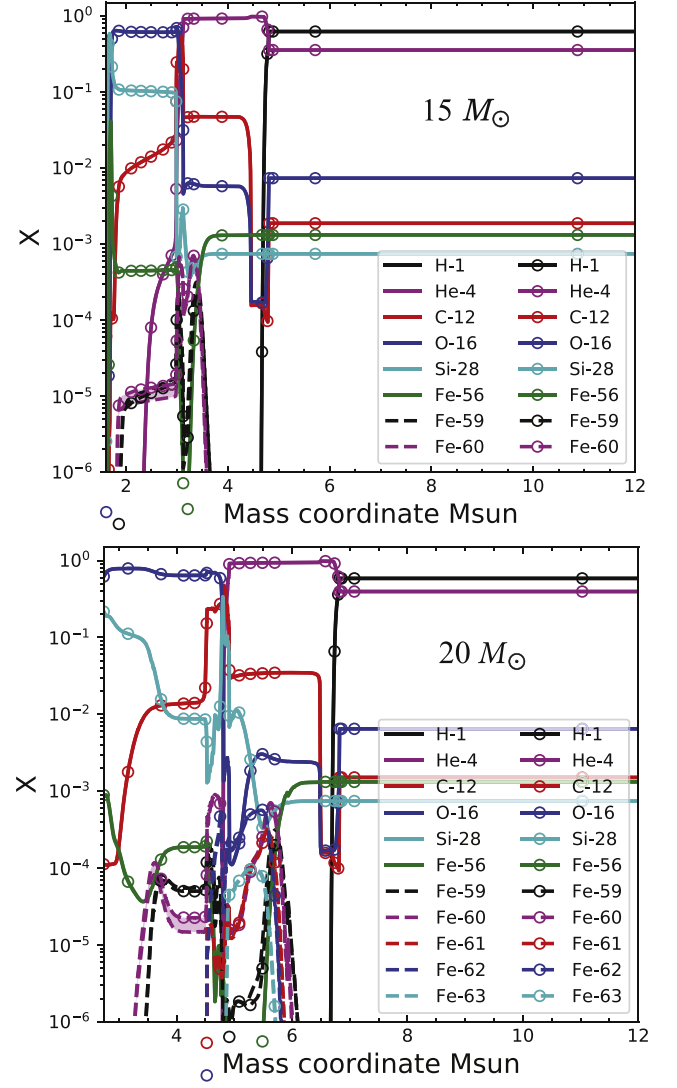 10⁰
10⁻¹
10⁻²
10⁻³
10⁻⁴
10⁻⁵
10⁻⁶
X
15 M☉
H-1 H-1
He-4 He-4
C-12 C-12
O-16 O-16
Si-28 Si-28
Fe-56 Fe-56
Fe-59 Fe-59
Fe-60 Fe-60
2 4 6 8 10 12
Mass coordinate Msun
10⁰
10⁻¹
10⁻²
10⁻³
10⁻⁴
10⁻⁵
10⁻⁶
X
20 M☉
H-1 H-1
He-4 He-4
C-12 C-12
O-16 O-16
Si-28 Si-28
Fe-56 Fe-56
Fe-59 Fe-59
Fe-60 Fe-60
Fe-61 Fe-61
Fe-62 Fe-62
Fe-63 Fe-63
4 6 8 10 12
Mass coordinate Msun